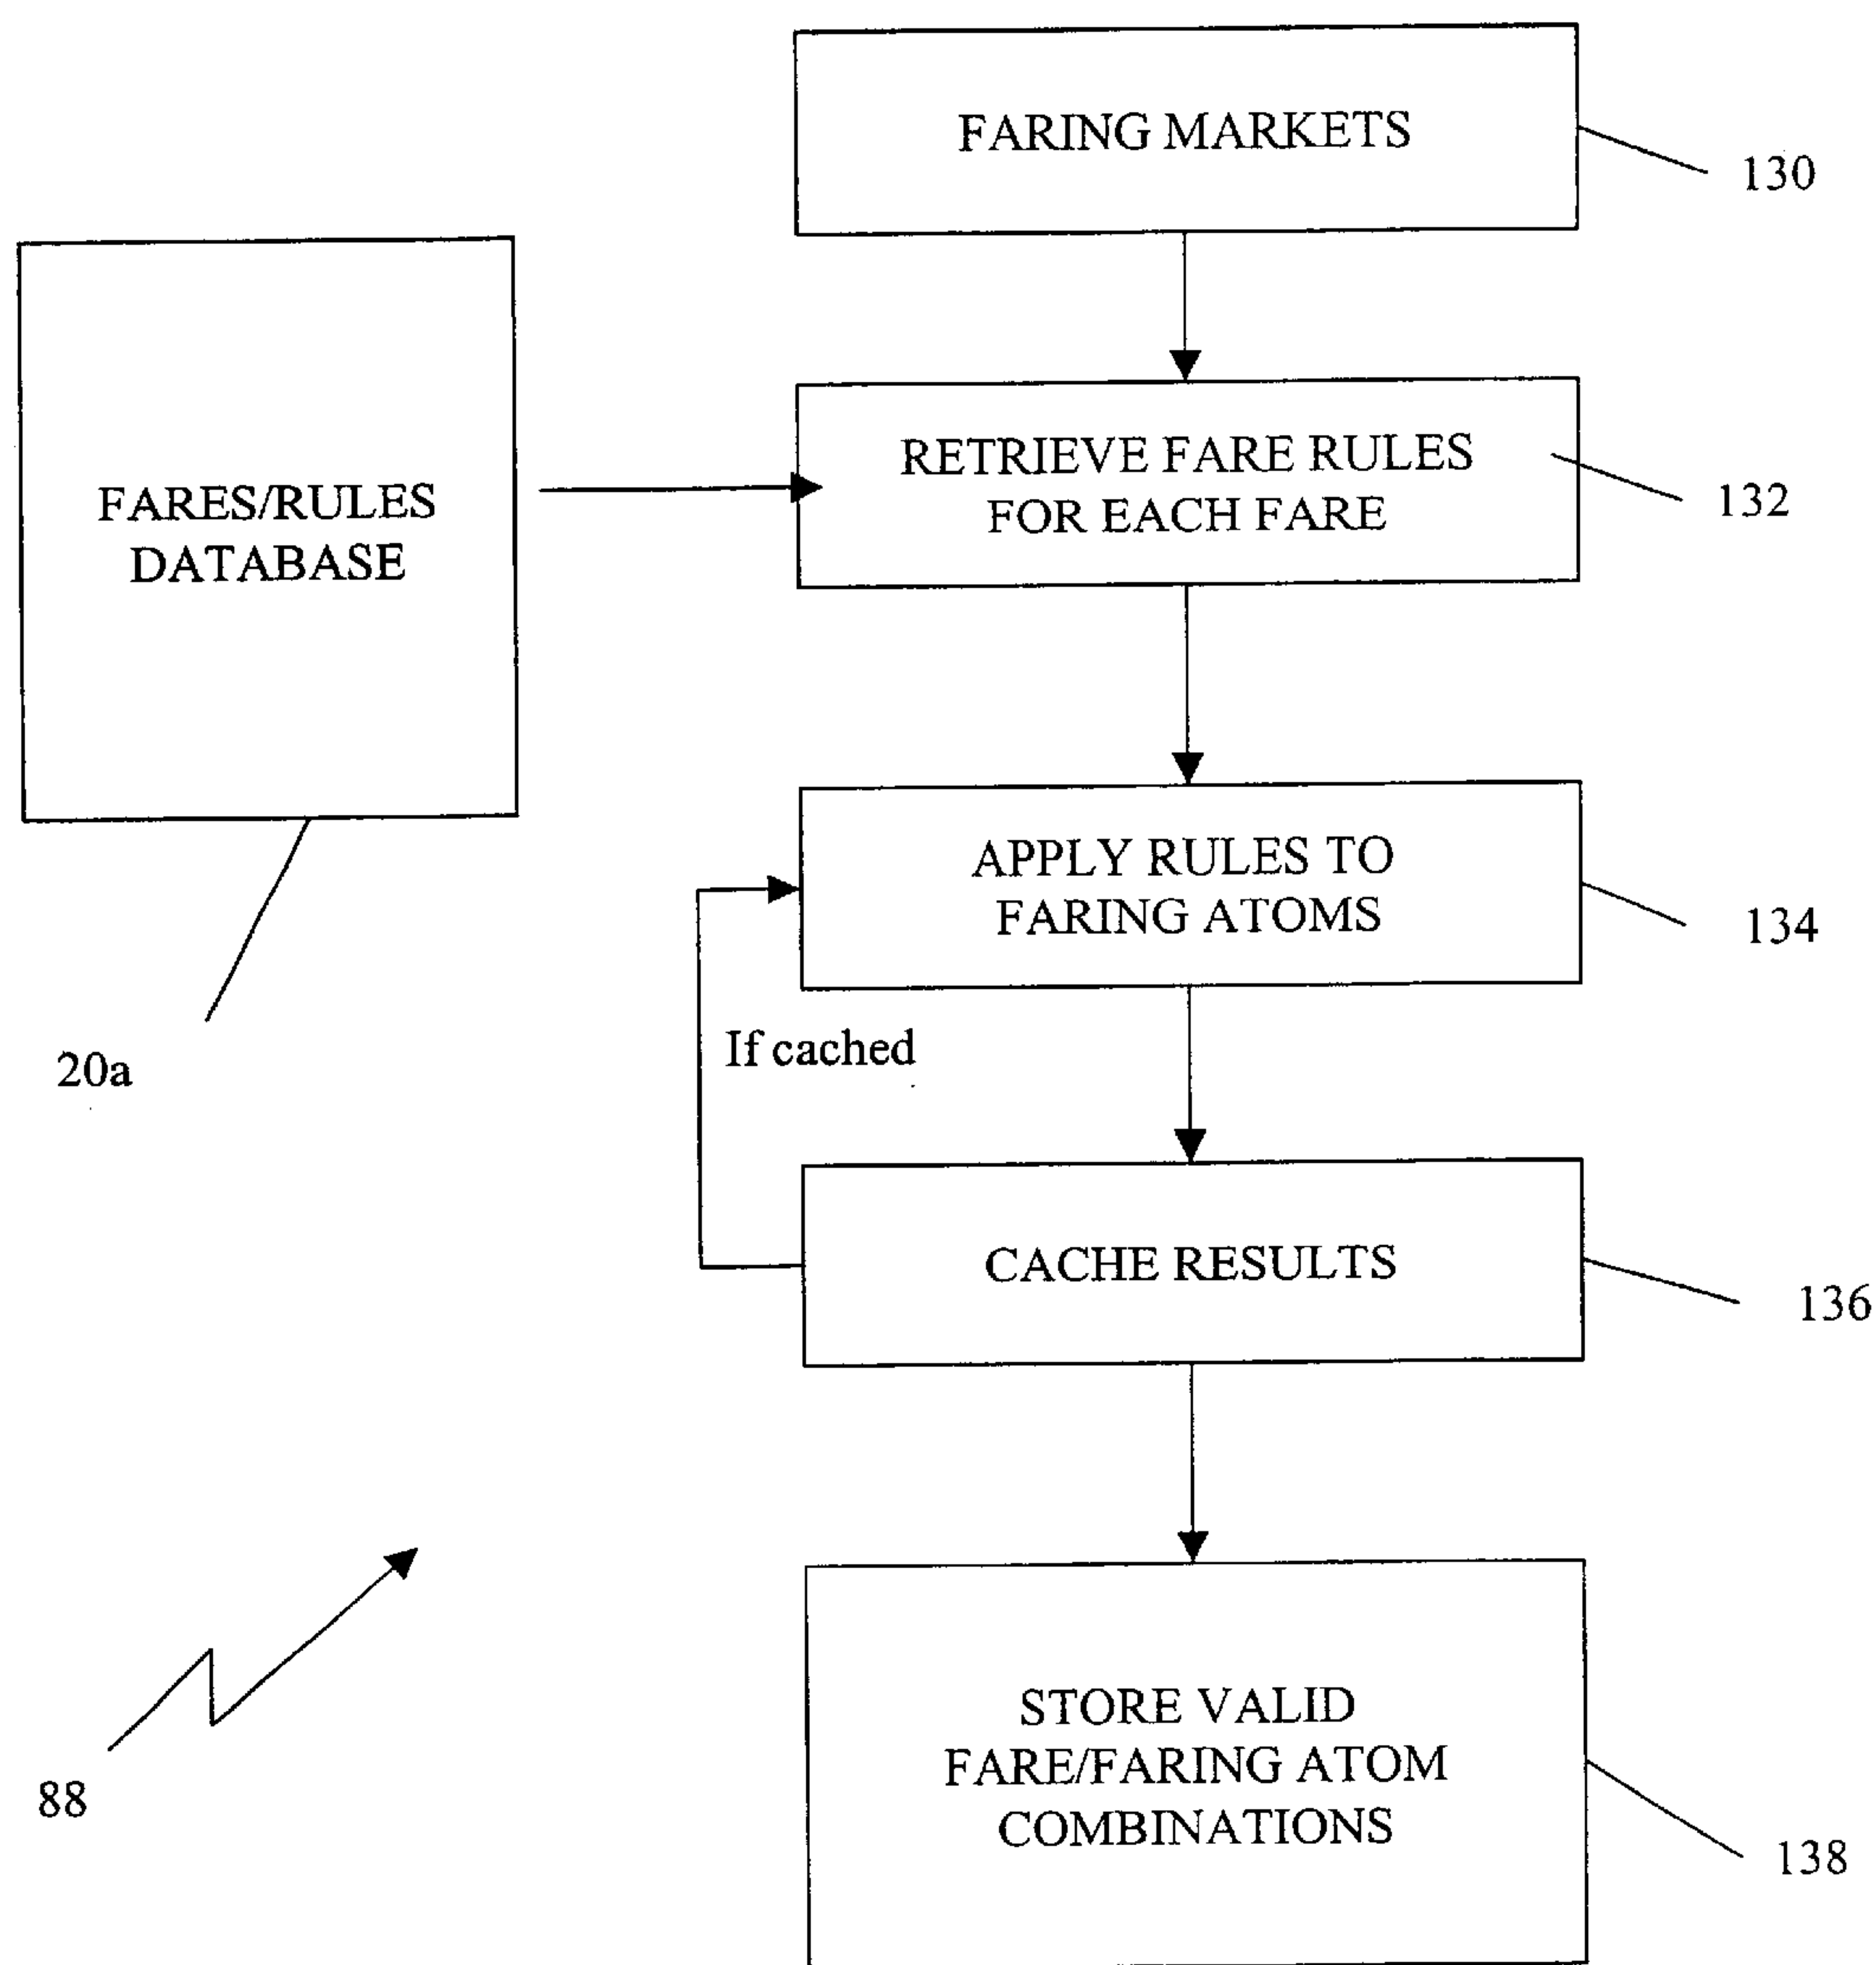 FARING MARKETS
130
FARES/RULES
DATABASE
20a
RETRIEVE FARE RULES
FOR EACH FARE
132
APPLY RULES TO
FARING ATOMS
134
If cached
CACHE RESULTS
136
STORE VALID
FARE/FARING ATOM
COMBINATIONS
138
88